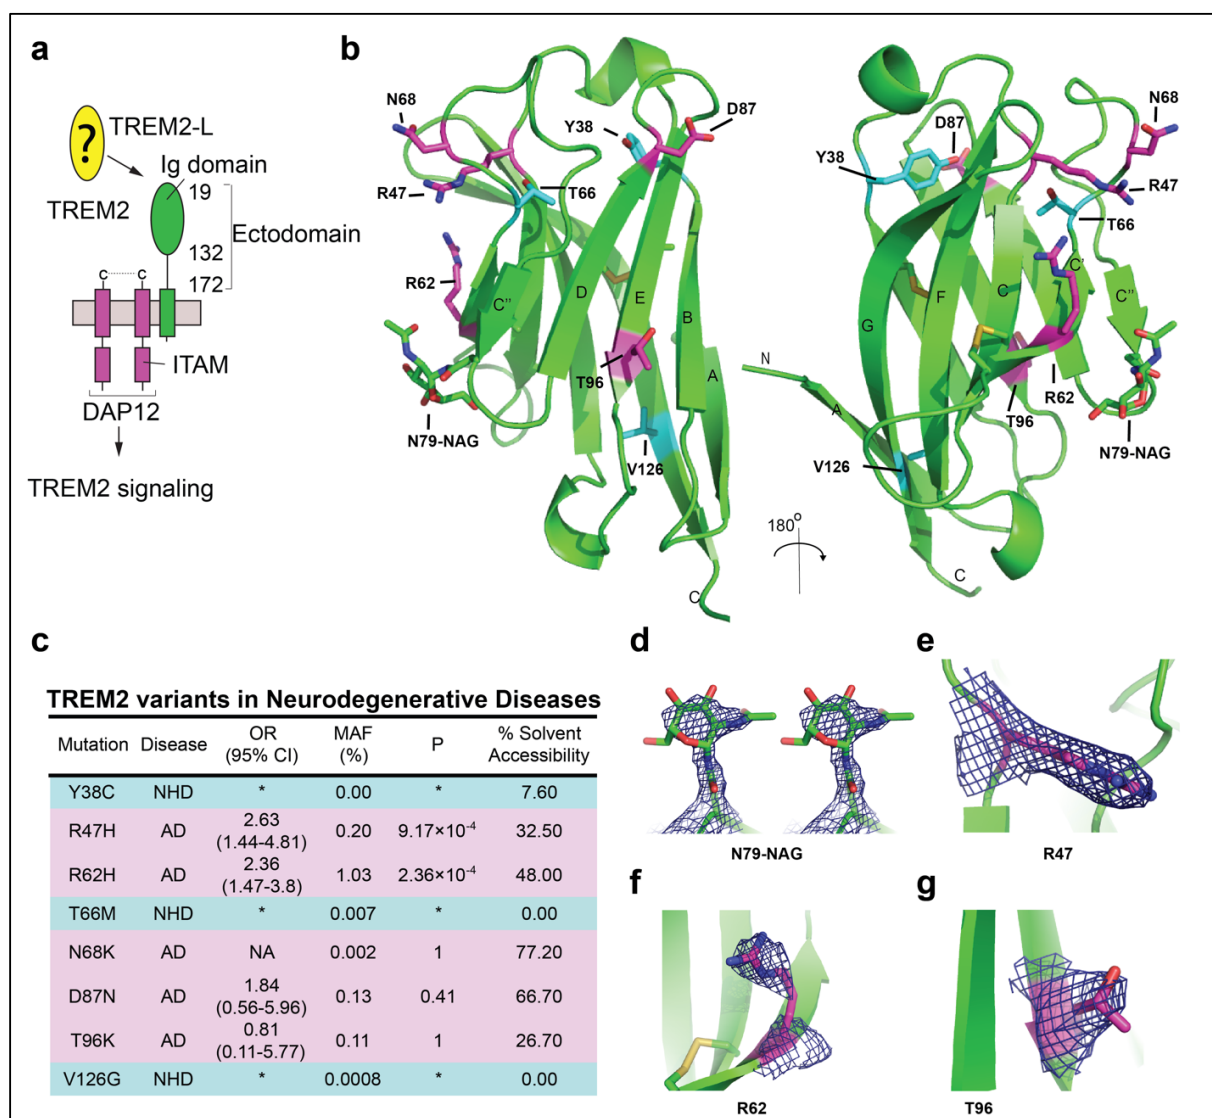 a
?
TREM2-L
Ig domain
19
TREM2
Ectodomain
132
172
C
C
ITAM
DAP12
TREM2 signaling
b
N68
Y38
D87
R47
T66
R62
C''
D
E
B
A
T96
N79-NAG
V126
C
180°
N68
D87
Y38
R47
T66
C'
C''
C
F
G
N
A
R62
T96
N79-NAG
V126
C
c
TREM2 variants in Neurodegenerative Diseases
Mutation Disease OR (95% CI) MAF (%) P % Solvent Accessibility
Y38C NHD * 0.00 * 7.60
R47H AD 2.63 (1.44-4.81) 0.20 9.17×10⁻⁴ 32.50
R62H AD 2.36 (1.47-3.8) 1.03 2.36×10⁻⁴ 48.00
T66M NHD * 0.007 * 0.00
N68K AD NA 0.002 1 77.20
D87N AD 1.84 (0.56-5.96) 0.13 0.41 66.70
T96K AD 0.81 (0.11-5.77) 0.11 1 26.70
V126G NHD * 0.0008 * 0.00
d
N79-NAG
e
R47
f
R62
g
T96